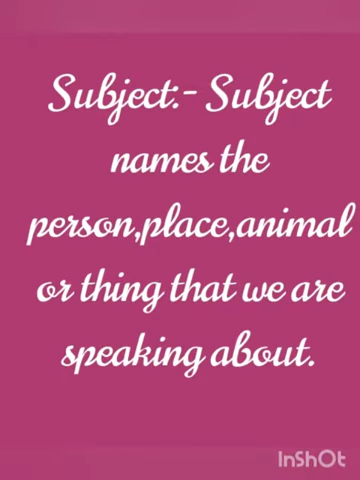 Subject:- Subject
names the
person,place,animal
or thing that we are
speaking about.
InShOt